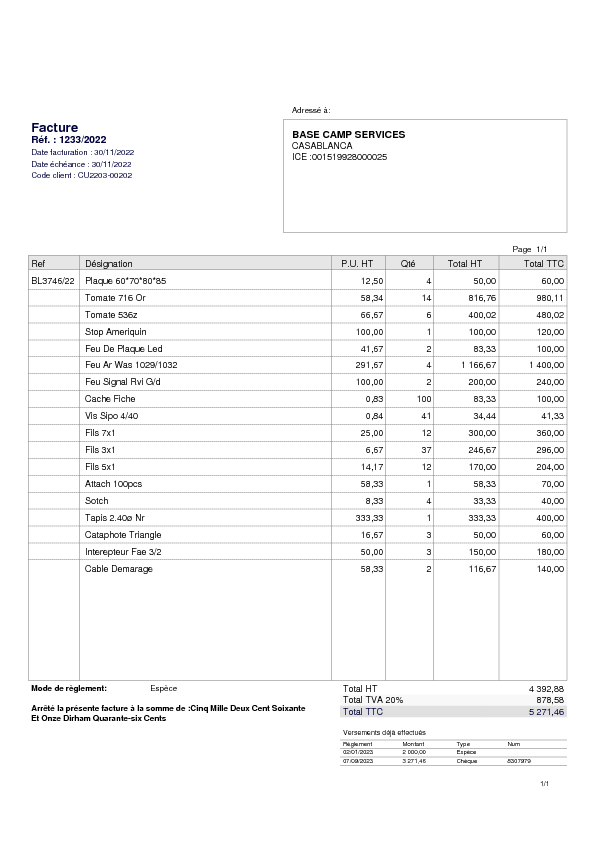 Adressé à:
Facture
Réf. : 1233/2022
Date facturation : 30/11/2022
Date échéance : 30/11/2022
Code client : CU2203-00202
BASE CAMP SERVICES
CASABLANCA
ICE :001519928000025
Page 1/1
Ref Désignation P.U. HT Qté Total HT Total TTC
BL3746/22 Plaque 60*70*80*85 12,50 4 50,00 60,00
Tomate 716 Or 58,34 14 816,76 980,11
Tomate 536z 66,67 6 400,02 480,02
Stop Ameriquin 100,00 1 100,00 120,00
Feu De Plaque Led 41,67 2 83,33 100,00
Feu Ar Was 1029/1032 291,67 4 1 166,67 1 400,00
Feu Signal Rvi G/d 100,00 2 200,00 240,00
Cache Fiche 0,83 100 83,33 100,00
Vis Sipo 4/40 0,84 41 34,44 41,33
Fils 7x1 25,00 12 300,00 360,00
Fils 3x1 6,67 37 246,67 296,00
Fils 5x1 14,17 12 170,00 204,00
Attach 100pcs 58,33 1 58,33 70,00
Sotch 8,33 4 33,33 40,00
Tapis 2.40ø Nr 333,33 1 333,33 400,00
Cataphote Triangle 16,67 3 50,00 60,00
Interepteur Fae 3/2 50,00 3 150,00 180,00
Cable Demarage 58,33 2 116,67 140,00
Mode de règlement: Espèce
Total HT 4 392,88
Total TVA 20% 878,58
Total TTC 5 271,46
Arrêté la présente facture à la somme de :Cinq Mille Deux Cent Soixante
Et Onze Dirham Quarante-six Cents
Versements déjà effectués
Règlement Montant Type Num
02/01/2023 2 000,00 Espèce
07/09/2023 3 271,46 Chèque 8307979
1/1